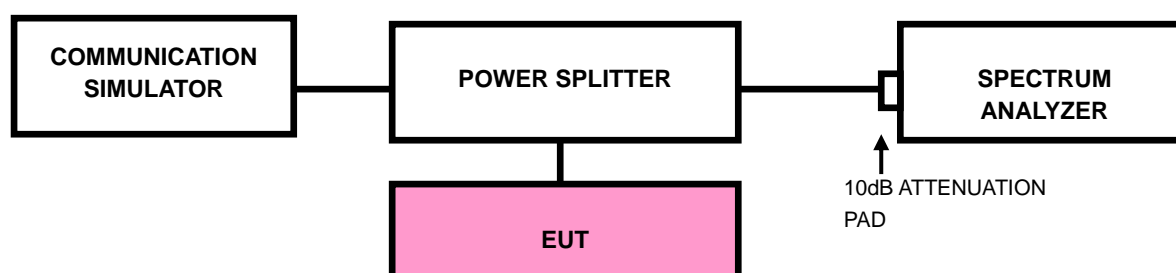 COMMUNICATION
SIMULATOR
POWER SPLITTER
SPECTRUM
ANALYZER
10dB ATTENUATION
PAD
EUT